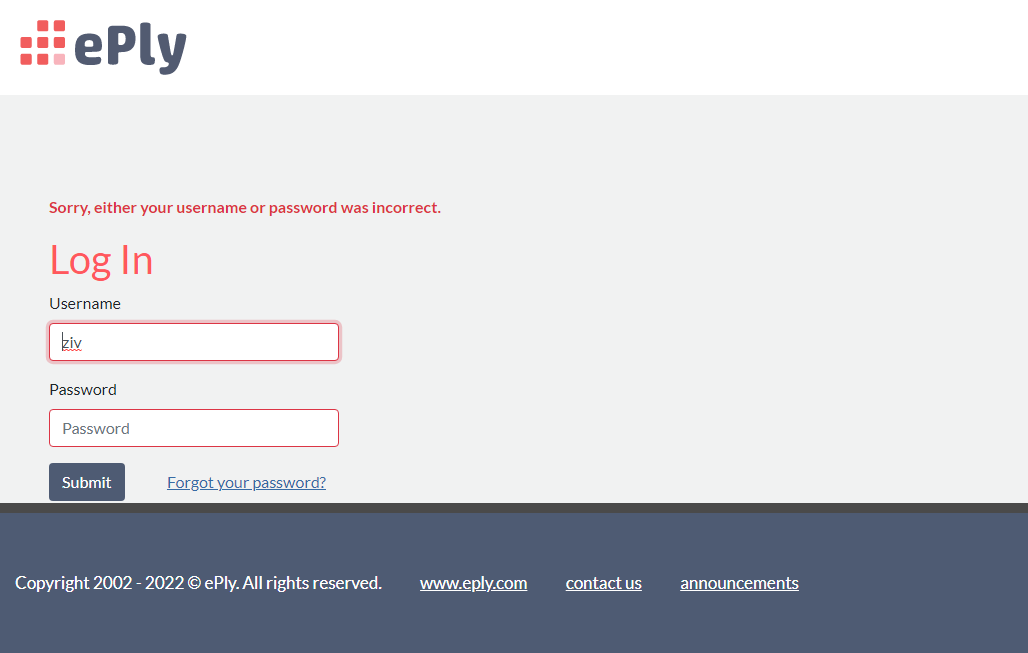 ePly
Sorry, either your username or password was incorrect.
Log In
Username
ziv
Password
Password
Submit Forgot your password?
Copyright 2002 - 2022 © ePly. All rights reserved. www.eply.com contact us announcements